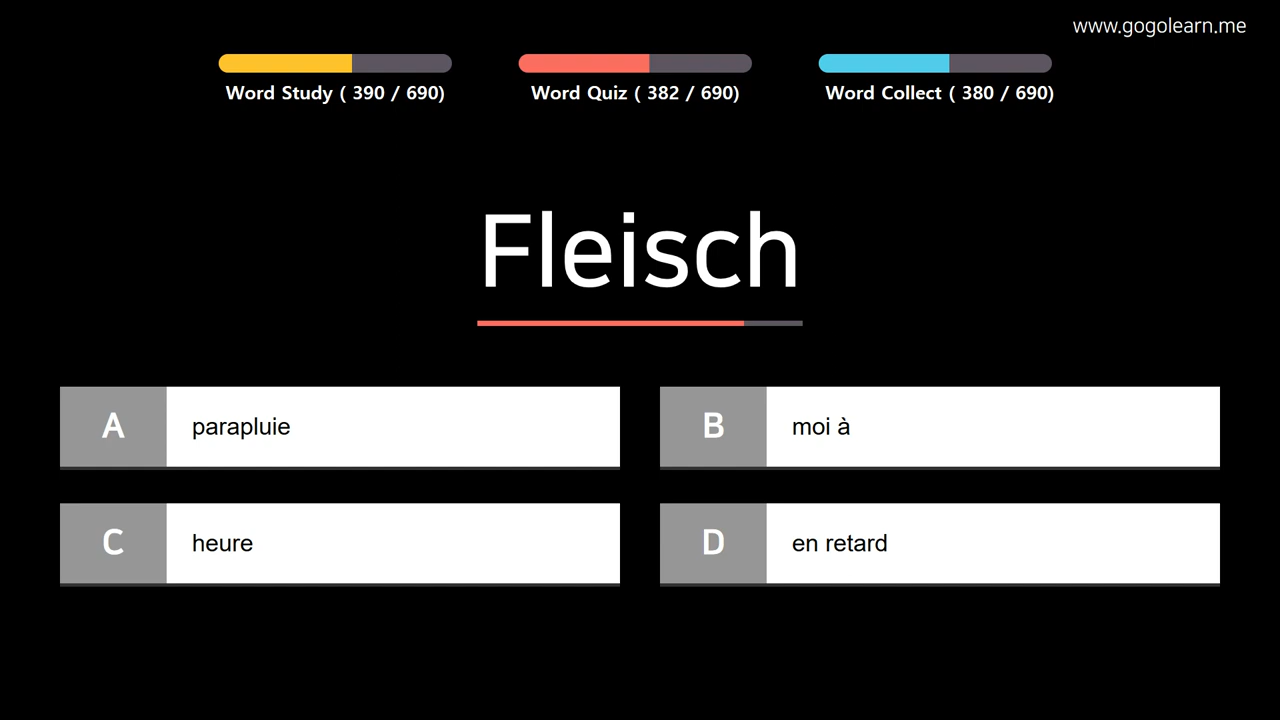 www.gogolearn.me
Word Study ( 390 / 690)
Word Quiz ( 382 / 690)
Word Collect ( 380 / 690)
Fleisch
A parapluie
B moi à
C heure
D en retard